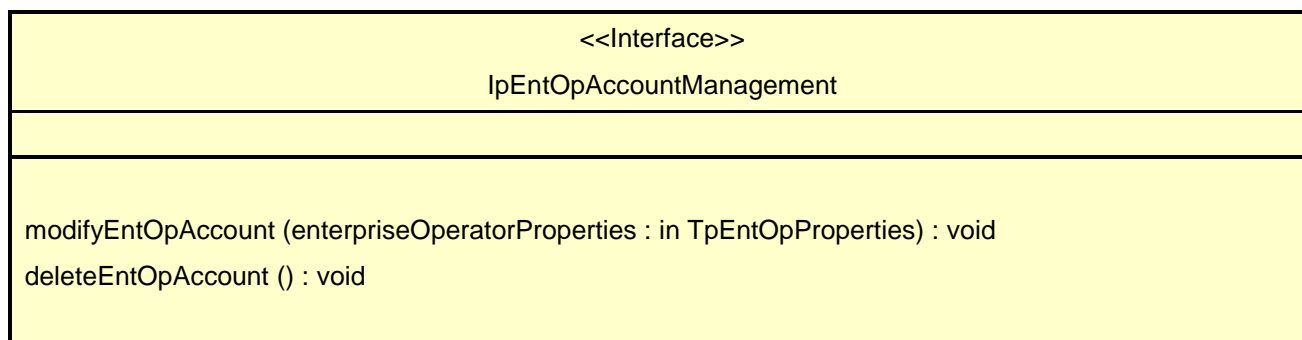 <<Interface>>
IpEntOpAccountManagement
modifyEntOpAccount (enterpriseOperatorProperties : in TpEntOpProperties) : void
deleteEntOpAccount () : void